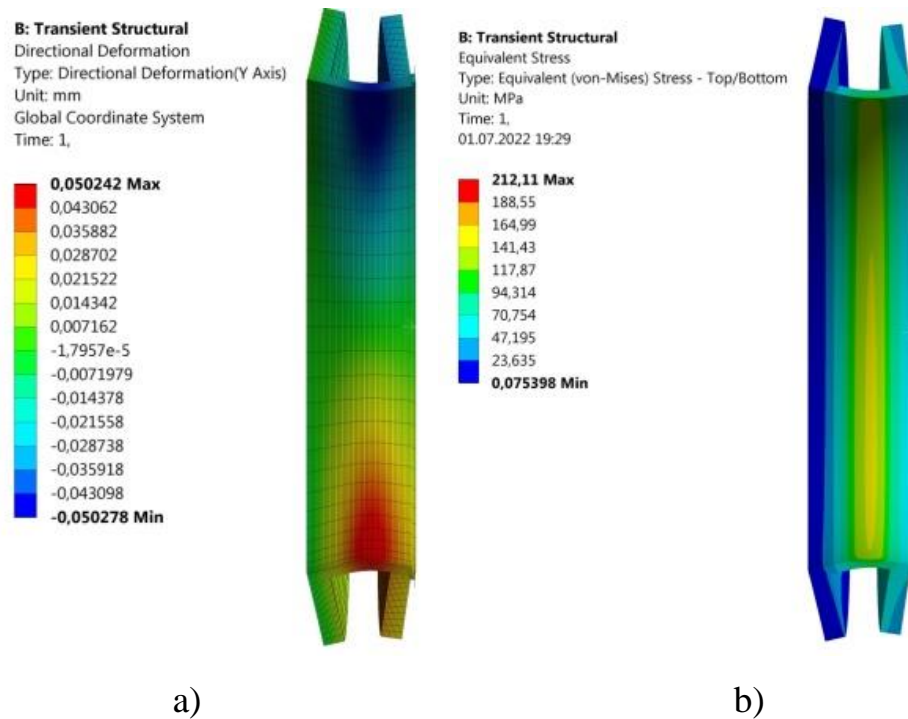 B: Transient Structural
Directional Deformation
Type: Directional Deformation(Y Axis)
Unit: mm
Global Coordinate System
Time: 1,
0,050242 Max
0,043062
0,035882
0,028702
0,021522
0,014342
0,007162
-1,7957e-5
-0,0071979
-0,014378
-0,021558
-0,028738
-0,035918
-0,043098
-0,050278 Min
B: Transient Structural
Equivalent Stress
Type: Equivalent (von-Mises) Stress - Top/Bottom
Unit: MPa
Time: 1,
01.07.2022 19:29
212,11 Max
188,55
164,99
141,43
117,87
94,314
70,754
47,195
23,635
0,075398 Min
a)
b)